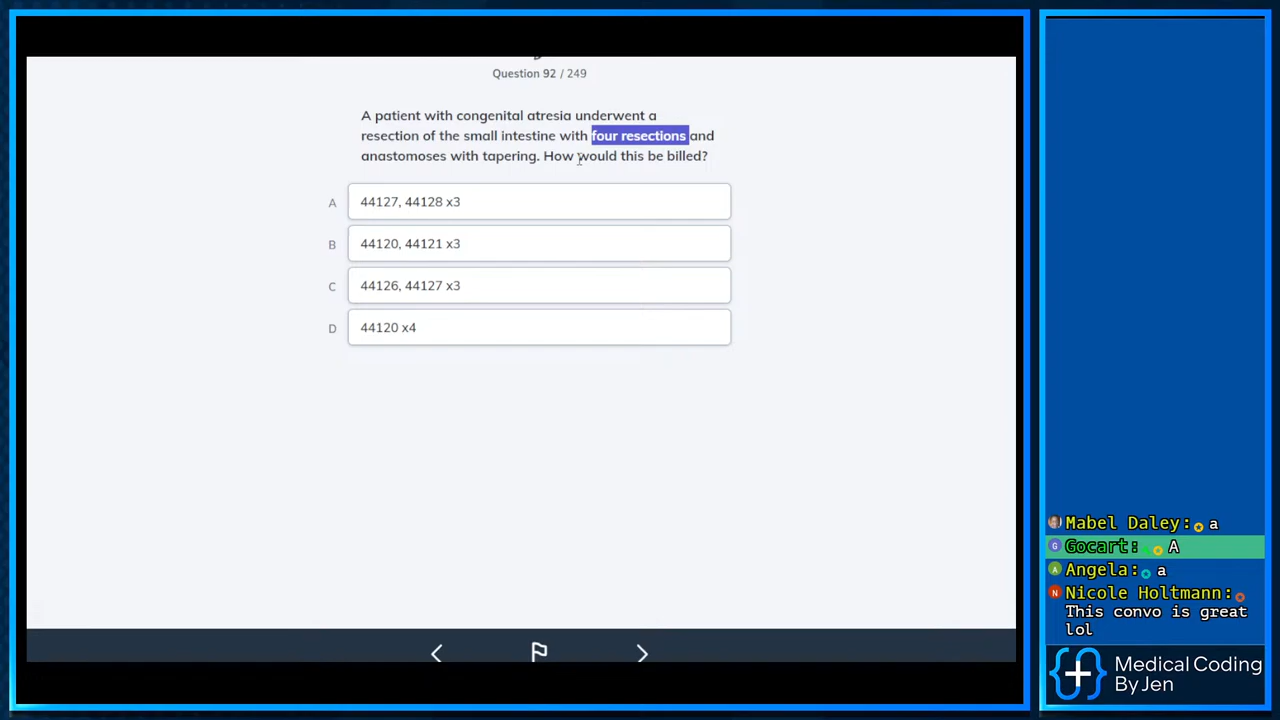 Question 92 / 249
A patient with congenital atresia underwent a
resection of the small intestine with four resections and
anastomoses with tapering. How would this be billed?
A
44127, 44128 x3
B
44120, 44121 x3
C
44126, 44127 x3
D
44120 x4
Mabel Daley: a
G Gocart: A
A Angela: a
N Nicole Holtmann:
This convo is great
lol
Medical Coding
By Jen